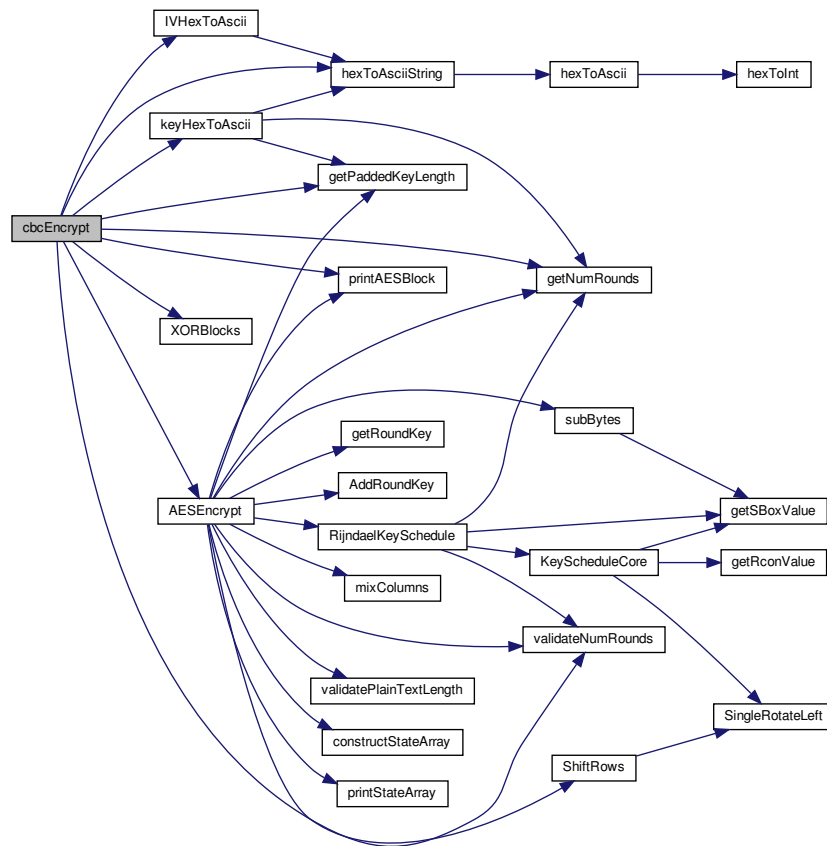 IVHexToAscii
hexToAsciiString
hexToAscii
hexToInt
keyHexToAscii
getPaddedKeyLength
cbcEncrypt
printAESBlock
getNumRounds
XORBlocks
subBytes
getRoundKey
AddRoundKey
getSBoxValue
AESEncrypt
RijndaelKeySchedule
KeyScheduleCore
getRconValue
mixColumns
validateNumRounds
validatePlainTextLength
SingleRotateLeft
constructStateArray
ShiftRows
printStateArray